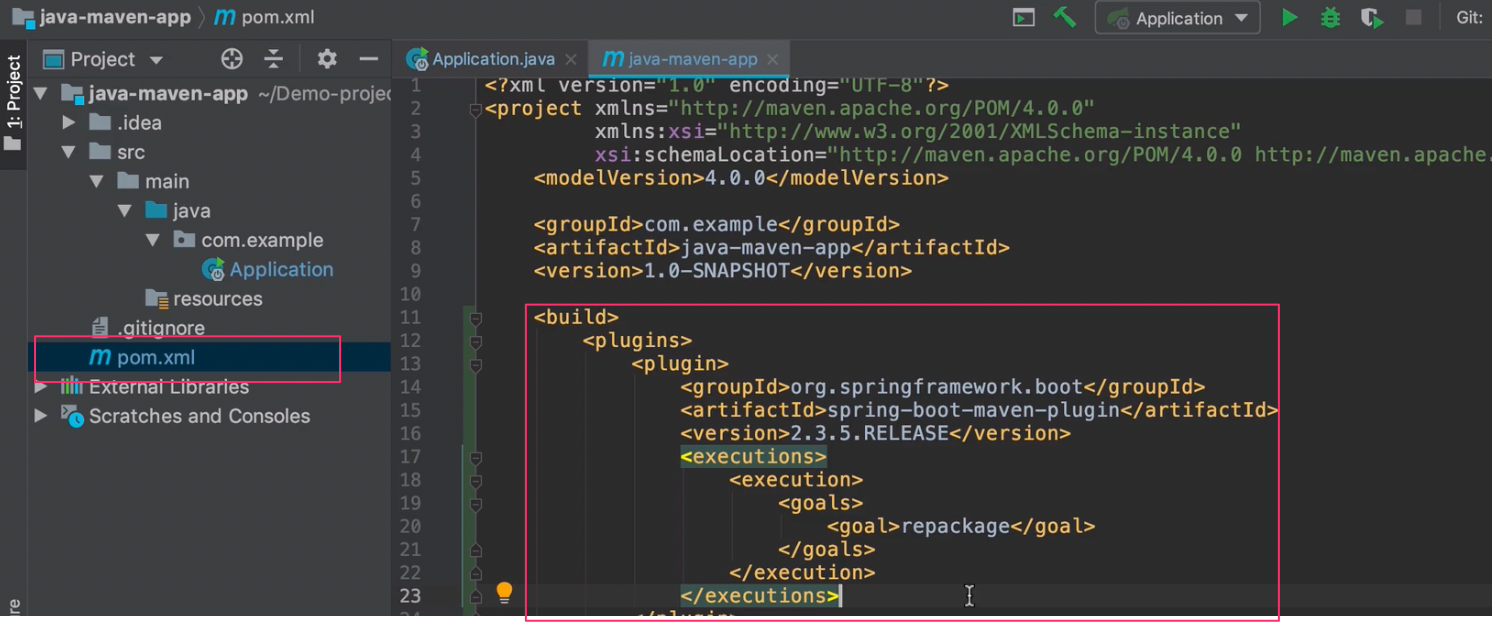 java-maven-app pom.xml
Application
Git:
1: Project
Project
Application.java
java-maven-app
java-maven-app ~/Demo-projec
.idea
src
main
java
com.example
Application
resources
.gitignore
pom.xml
External Libraries
Scratches and Consoles
re
1 <?xml version="1.0" encoding="UTF-8"?>
2 <project xmlns="http://maven.apache.org/POM/4.0.0"
3 xmlns:xsi="http://www.w3.org/2001/XMLSchema-instance"
4 xsi:schemaLocation="http://maven.apache.org/POM/4.0.0 http://maven.apache.
5 <modelVersion>4.0.0</modelVersion>
6
7 <groupId>com.example</groupId>
8 <artifactId>java-maven-app</artifactId>
9 <version>1.0-SNAPSHOT</version>
10
11 <build>
12 <plugins>
13 <plugin>
14 <groupId>org.springframework.boot</groupId>
15 <artifactId>spring-boot-maven-plugin</artifactId>
16 <version>2.3.5.RELEASE</version>
17 <executions>
18 <execution>
19 <goals>
20 <goal>repackage</goal>
21 </goals>
22 </execution>
23 </executions>